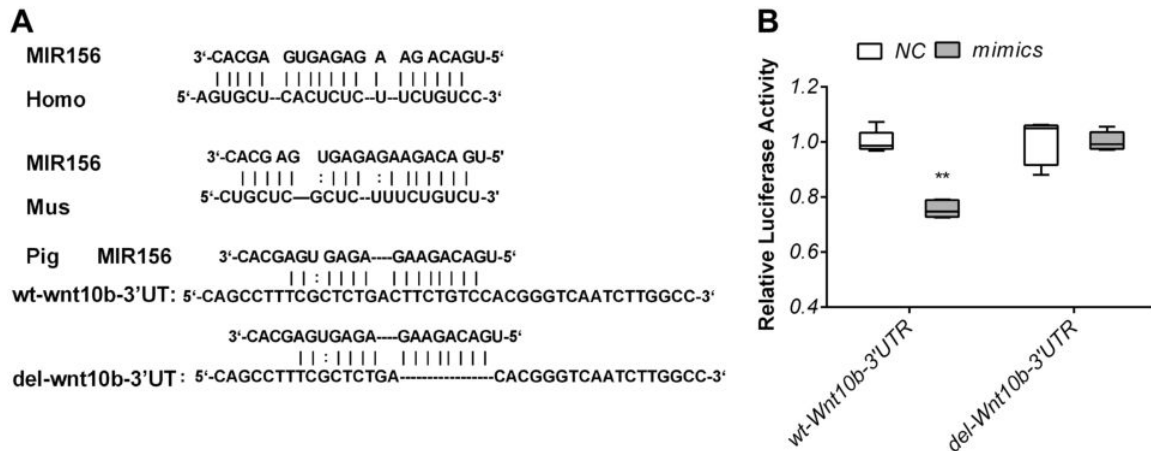 A
MIR156 3‘-CACGA GUGAGAG A AG ACAGU-5‘
Homo 5‘-AGUGCU--CACUCUC--U--UCUGUCC-3‘
MIR156 3‘-CACG AG UGAGAGAAGACA GU-5'
Mus 5‘-CUGCUC—GCUC--UUUCUGUCU-3'
Pig MIR156 3‘-CACGAGUG UGAGA----GAAGACAGU-5‘
wt-wnt10b-3’UT: 5‘-CAGCCTTTCGCTCTGACTTCTGTCCACGGGTCAATCTTGGCC-3‘
3‘-CACGAGUGAGA----GAAGACAGU-5‘
del-wnt10b-3’UT: 5‘-CAGCCTTTCGCTCTGA-----------------CACGGGTCAATCTTGGCC-3‘
B
NC mimics
Relative Luciferase Activity
1.2
1.0
0.8
0.6
0.4
**
wt-Wnt10b-3'UTR
del-Wnt10b-3'UTR